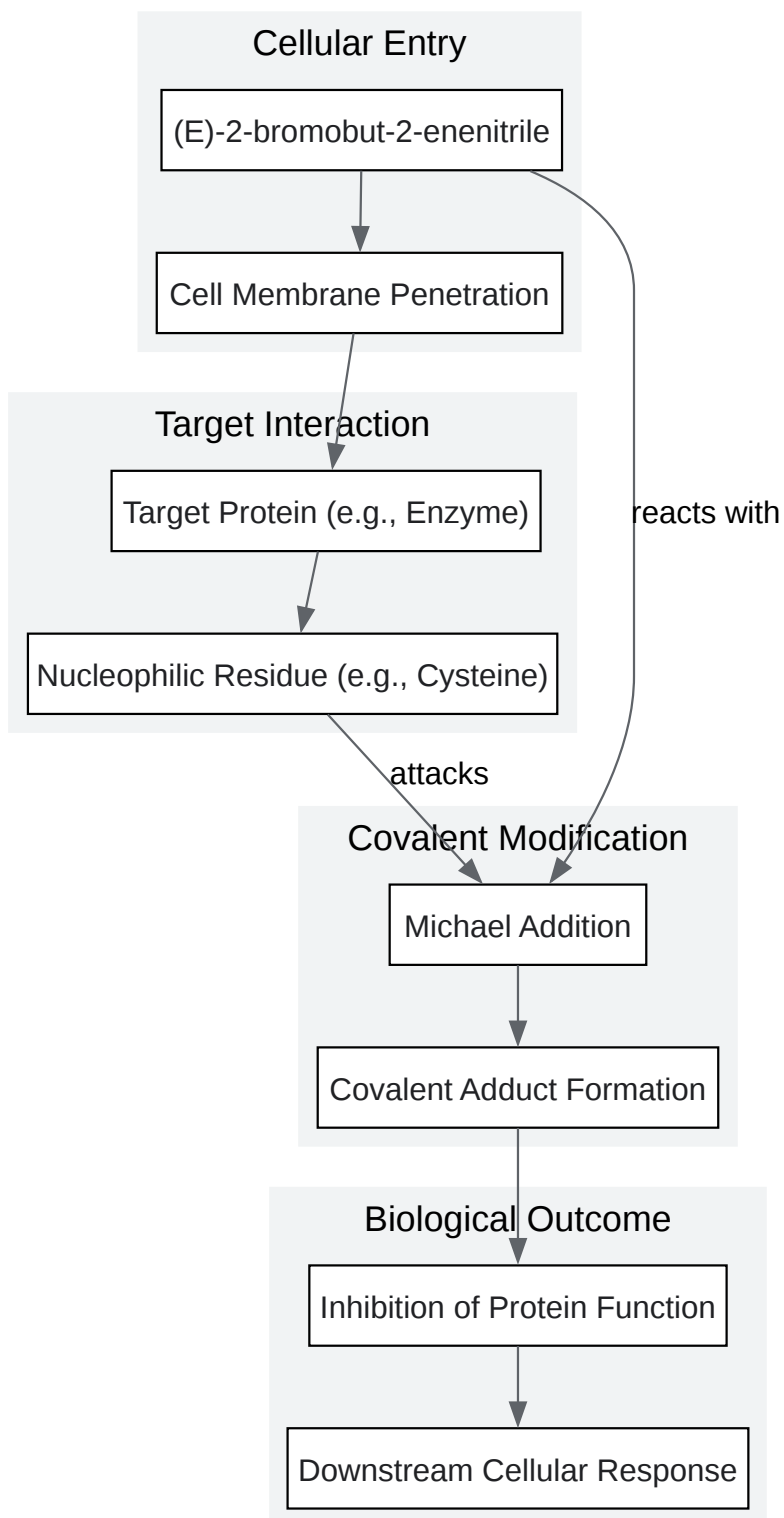 Cellular Entry
(E)-2-bromobut-2-enenitrile
Cell Membrane Penetration
Target Interaction
Target Protein (e.g., Enzyme)
reacts with
Nucleophilic Residue (e.g., Cysteine)
attacks
Covalent Modification
Michael Addition
Covalent Adduct Formation
Biological Outcome
Inhibition of Protein Function
Downstream Cellular Response